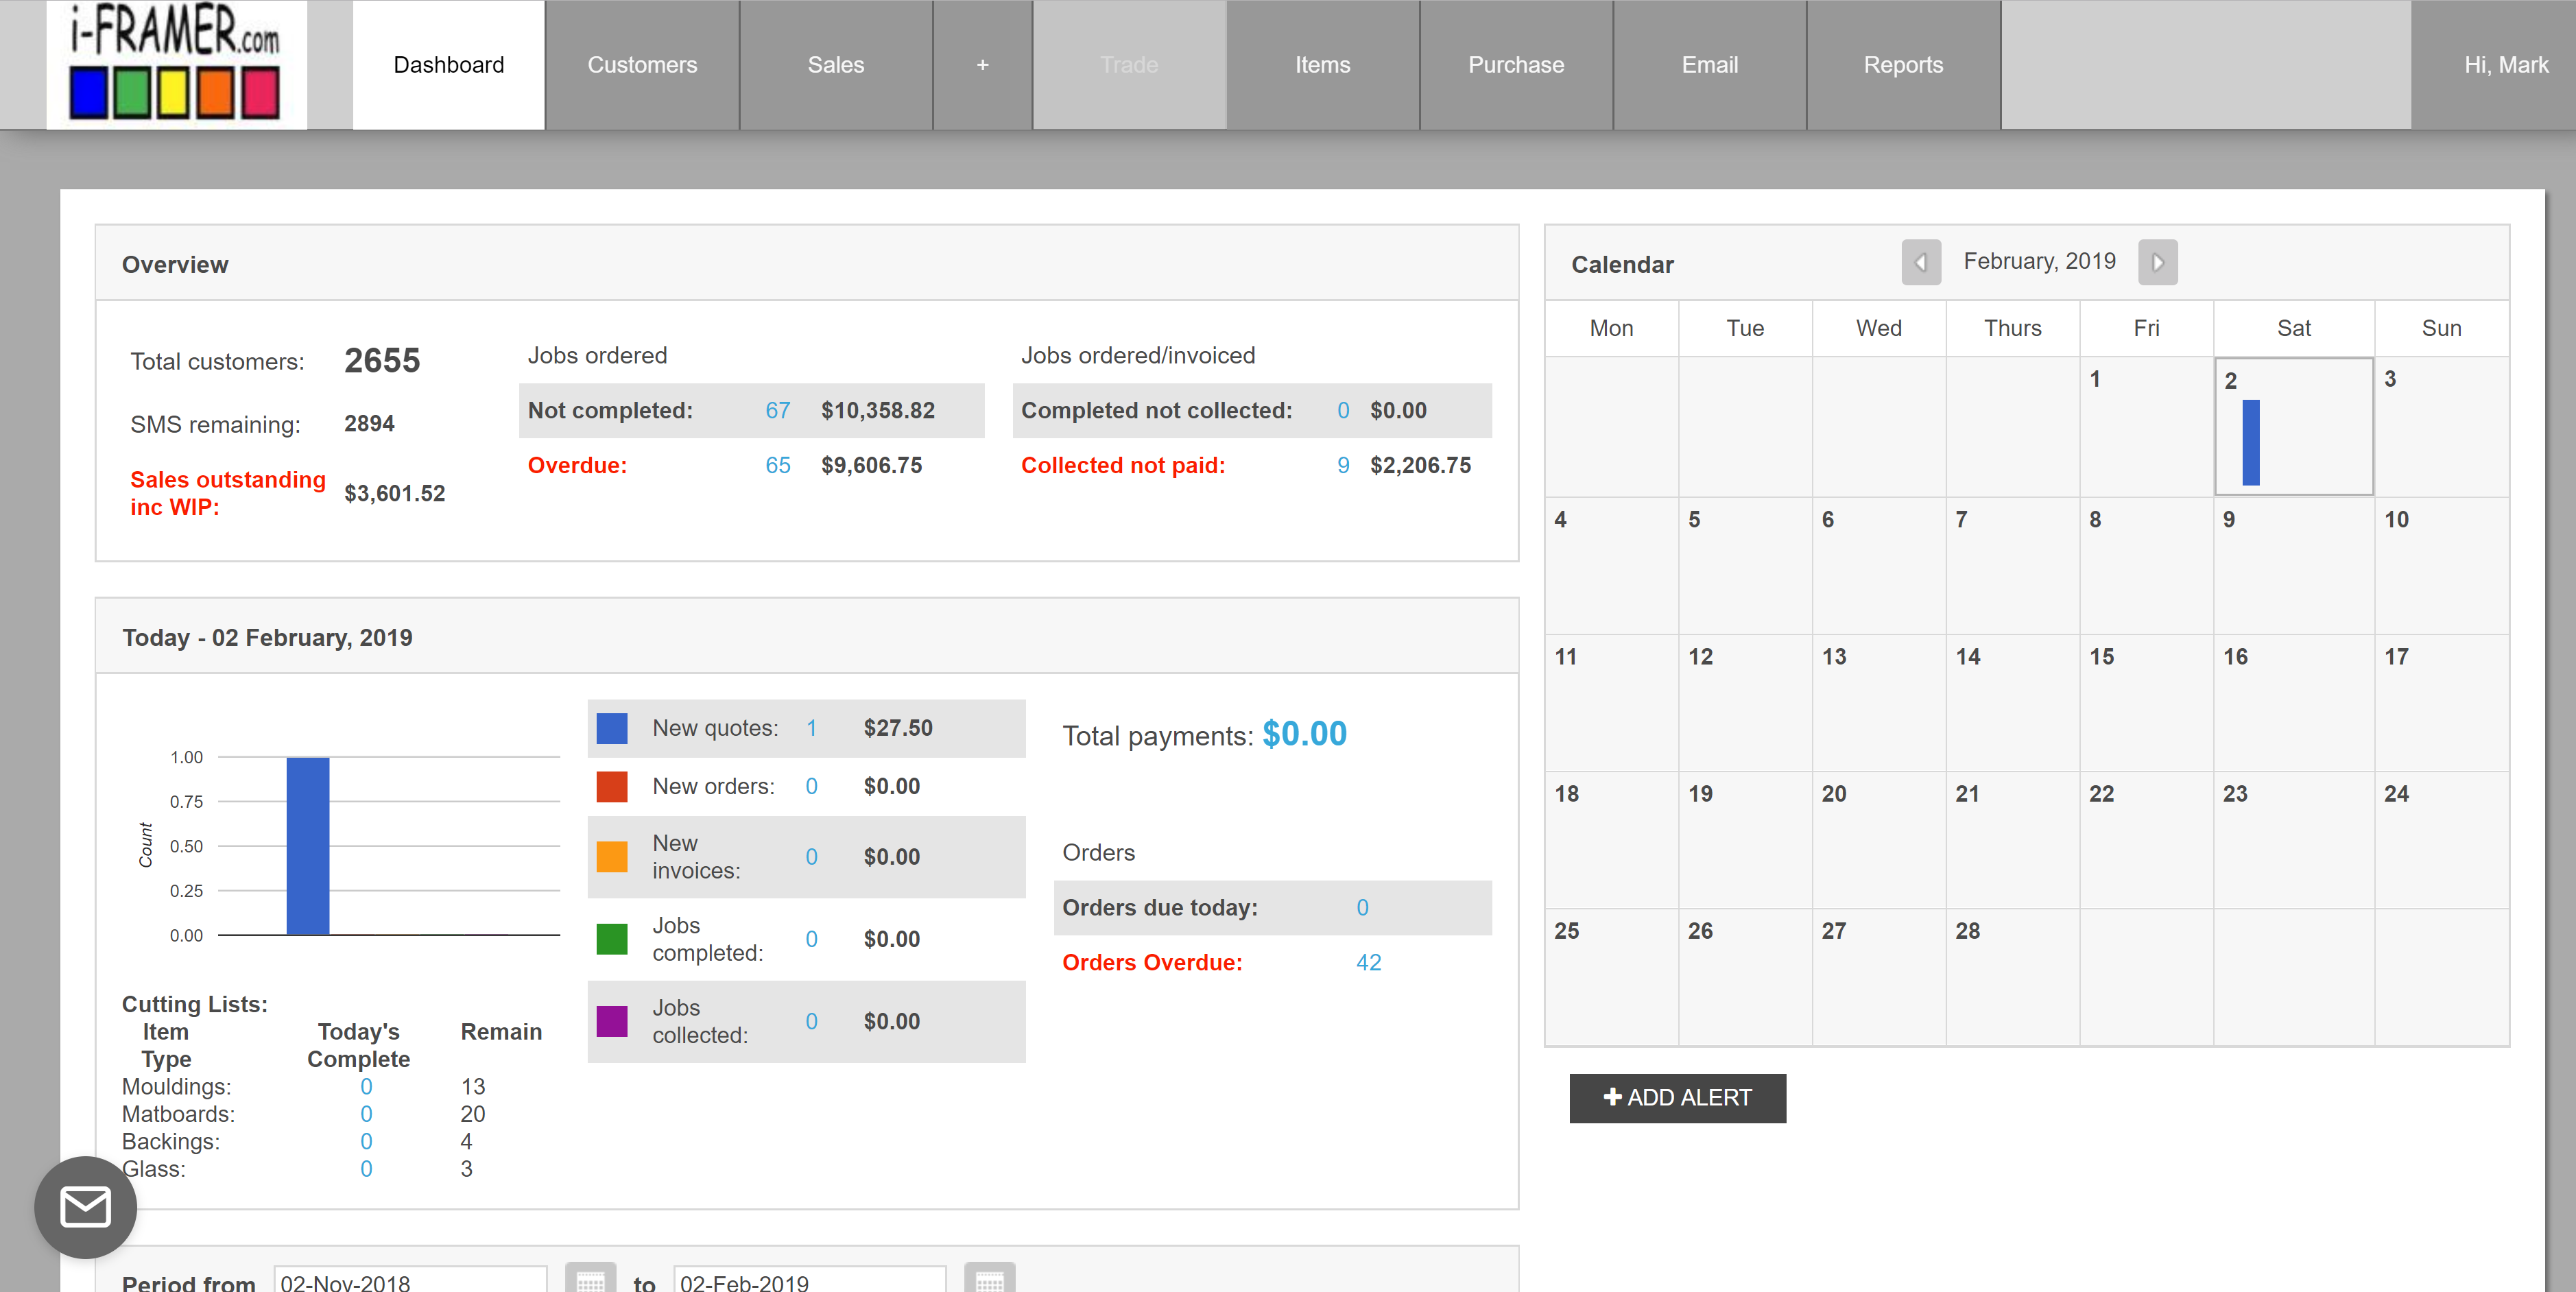 i-FRAMER.com
Dashboard
Customers
Sales
+
Trade
Items
Purchase
Email
Reports
Hi, Mark
Overview
Total customers: 2655
SMS remaining: 2894
Sales outstanding
inc WIP: $3,601.52
Jobs ordered
Not completed: 67 $10,358.82
Overdue: 65 $9,606.75
Jobs ordered/invoiced
Completed not collected: 0 $0.00
Collected not paid: 9 $2,206.75
Calendar
February, 2019
Mon Tue Wed Thurs Fri Sat Sun
1 2 3
4 5 6 7 8 9 10
11 12 13 14 15 16 17
18 19 20 21 22 23 24
25 26 27 28
ADD ALERT
Today - 02 February, 2019
Count
1.00
0.75
0.50
0.25
0.00
New quotes: 1 $27.50
New orders: 0 $0.00
New
invoices: 0 $0.00
Jobs
completed: 0 $0.00
Jobs
collected: 0 $0.00
Total payments: $0.00
Orders
Orders due today: 0
Orders Overdue: 42
Cutting Lists:
Item Today's Remain
Type Complete
Mouldings: 0 13
Matboards: 0 20
Backings: 0 4
Glass: 0 3
Period from 02-Nov-2018 to 02-Feb-2019